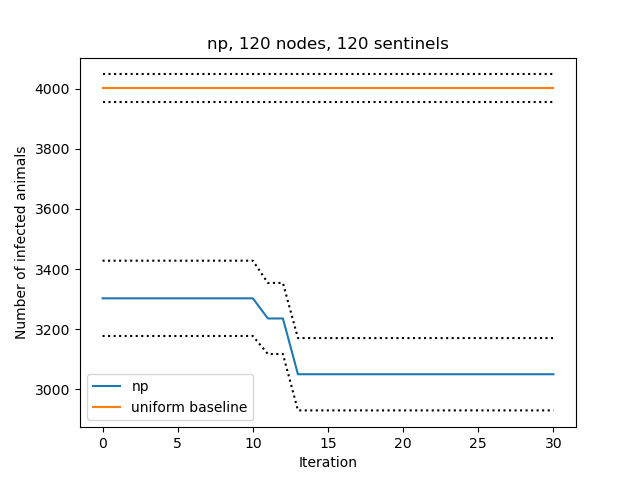 np, 120 nodes, 120 sentinels
Number of infected animals
4000
3800
3600
3400
3200
3000
np
uniform baseline
0
5
10
15
20
25
30
Iteration